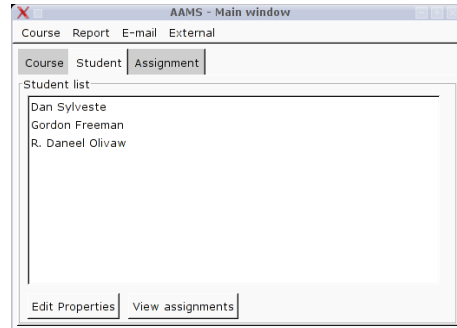 AAMS - Main window
Course Report E-mail External
Course Student Assignment
Student list
Dan Sylveste
Gordon Freeman
R. Daneel Olivaw
Edit Properties View assignments